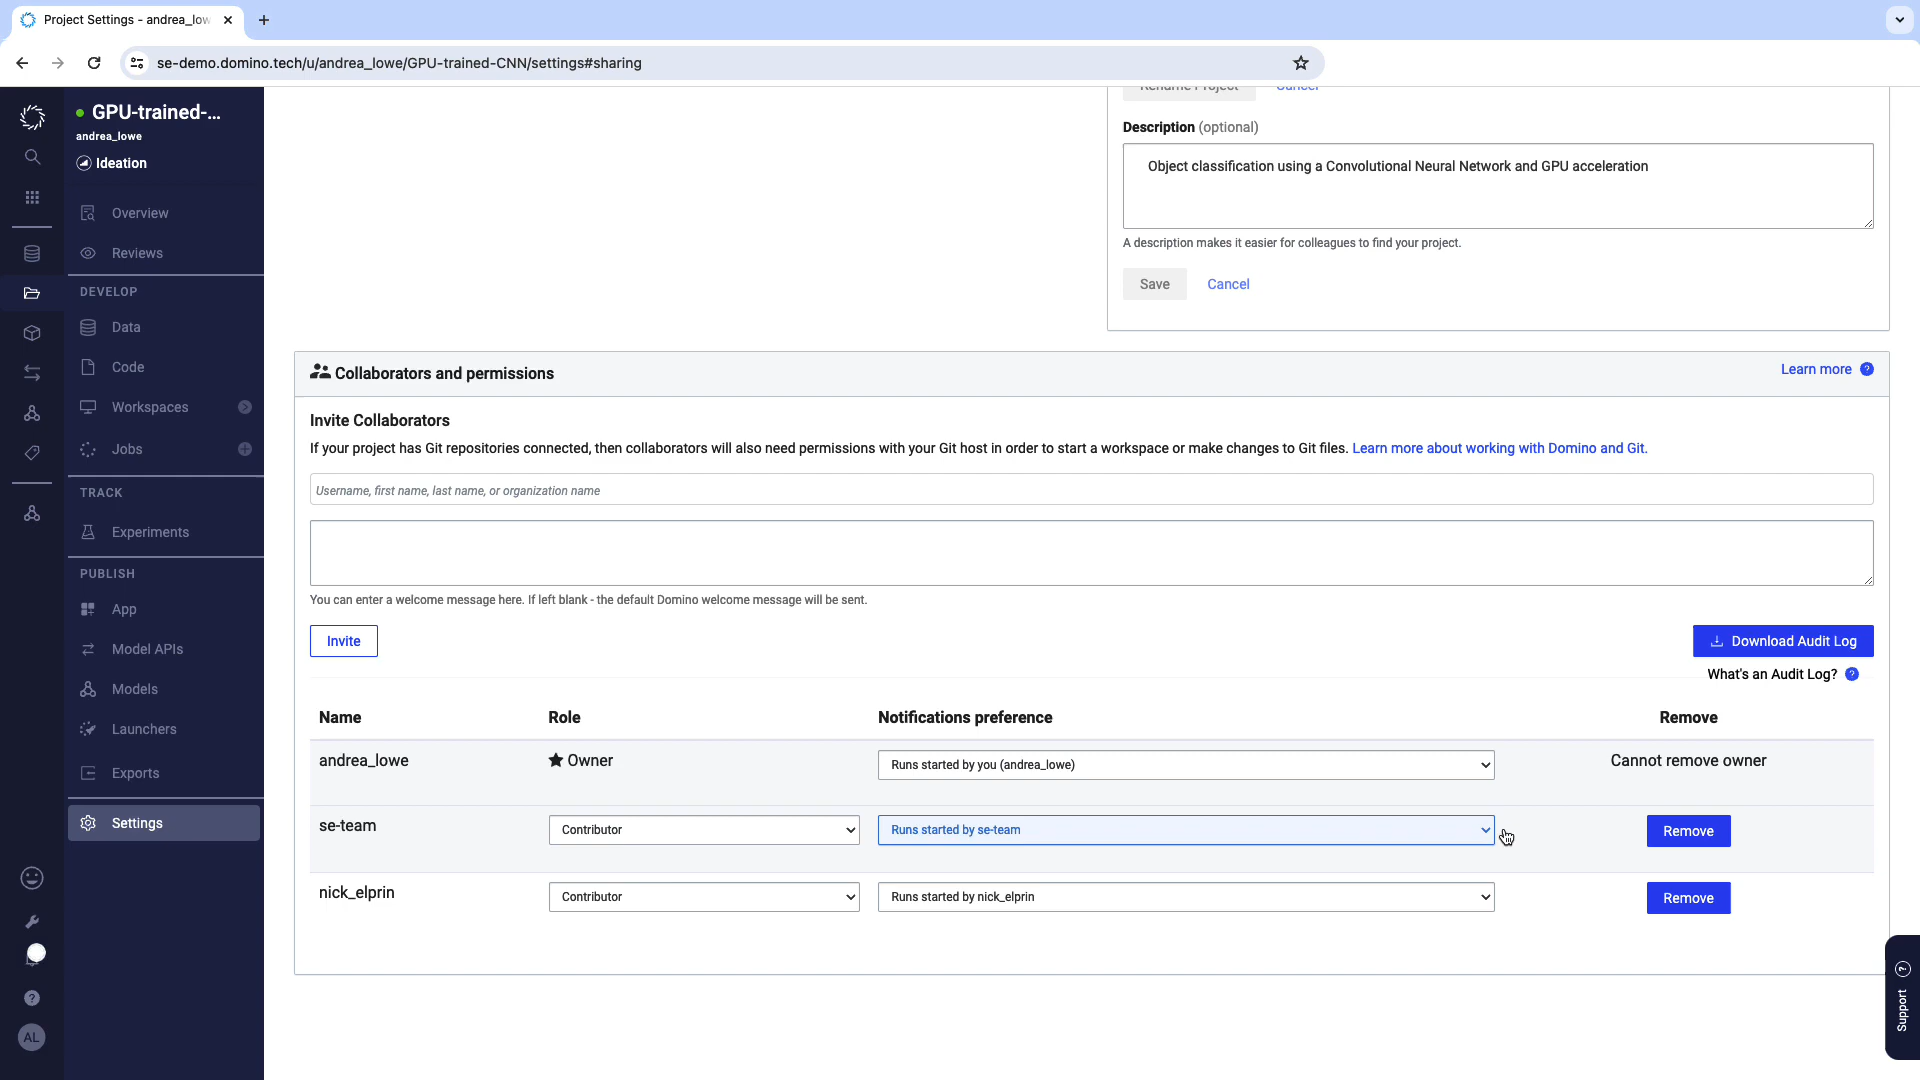 Project Settings - andrea_low
se-demo.domino.tech/u/andrea_lowe/GPU-trained-CNN/settings#sharing
GPU-trained-...
andrea_lowe
Ideation
Overview
Reviews
DEVELOP
Data
Code
Workspaces
Jobs
TRACK
Experiments
PUBLISH
App
Model APIs
Models
Launchers
Exports
Settings
AL
Rename Project Cancel
Description (optional)
Object classification using a Convolutional Neural Network and GPU acceleration
A description makes it easier for colleagues to find your project.
Save Cancel
Collaborators and permissions
Learn more ?
Invite Collaborators
If your project has Git repositories connected, then collaborators will also need permissions with your Git host in order to start a workspace or make changes to Git files. Learn more about working with Domino and Git.
Username, first name, last name, or organization name
You can enter a welcome message here. If left blank - the default Domino welcome message will be sent.
Invite
Download Audit Log
What's an Audit Log? ?
Name Role Notifications preference Remove
andrea_lowe Owner Runs started by you (andrea_lowe) Cannot remove owner
se-team Contributor Runs started by se-team Remove
nick_elprin Contributor Runs started by nick_elprin Remove
Support ?